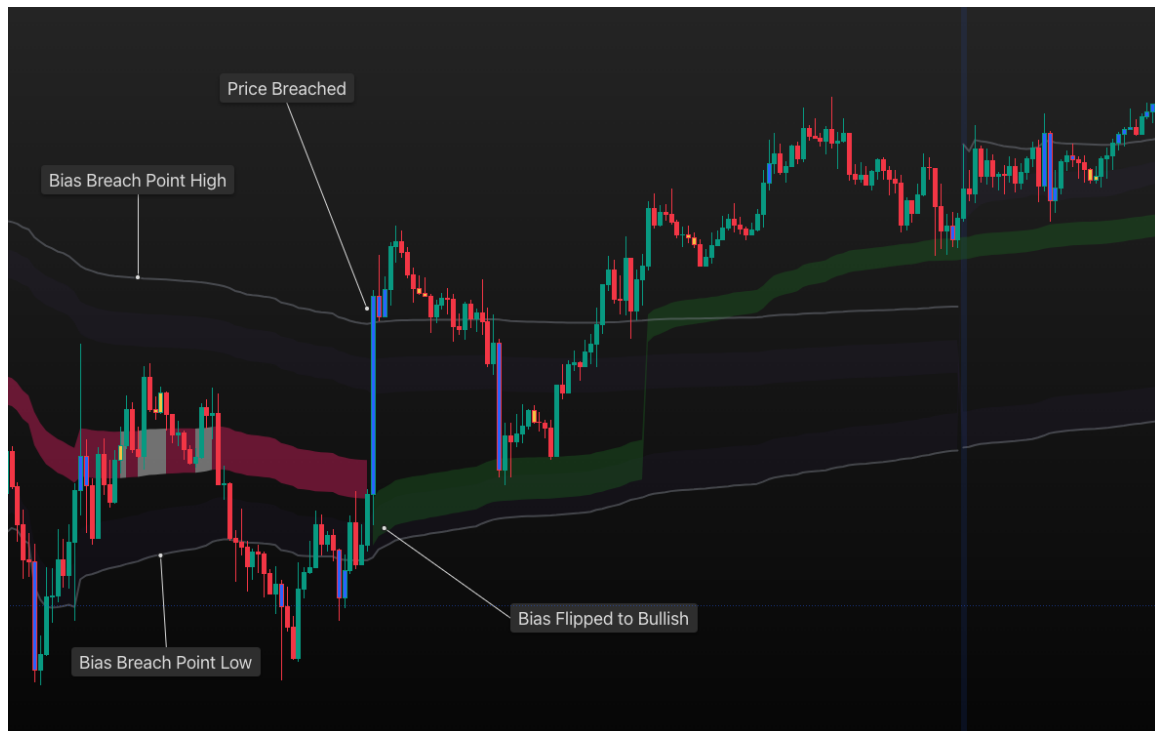 Price Breached
Bias Breach Point High
Bias Flipped to Bullish
Bias Breach Point Low